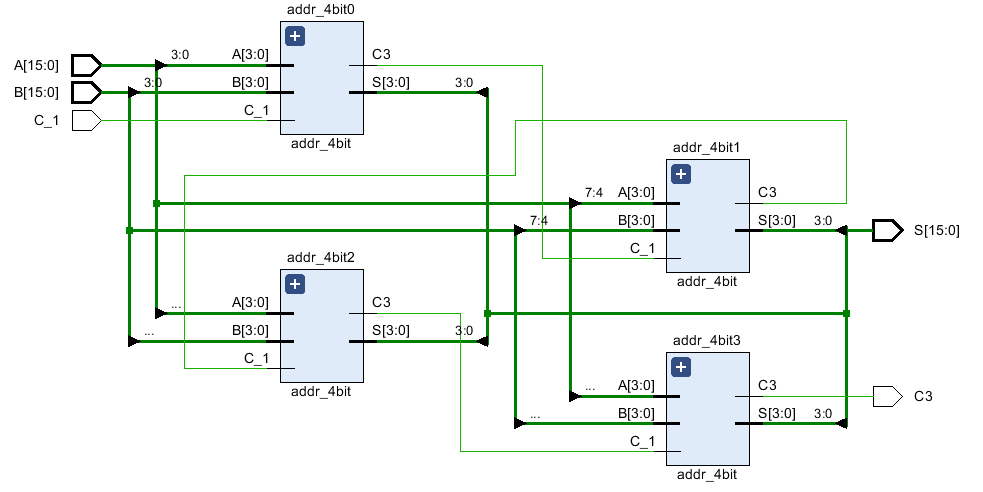 addr_4bit0
A[15:0]
3:0
A[3:0]
C3
B[15:0]
3:0
B[3:0]
S[3:0]
3:0
C_1
C_1
addr_4bit
addr_4bit1
7:4
A[3:0]
C3
7:4
B[3:0]
S[3:0]
3:0
S[15:0]
C_1
addr_4bit
addr_4bit2
...
A[3:0]
C3
...
B[3:0]
S[3:0]
3:0
C_1
addr_4bit
addr_4bit3
...
A[3:0]
C3
C3
...
B[3:0]
S[3:0]
3:0
C_1
addr_4bit